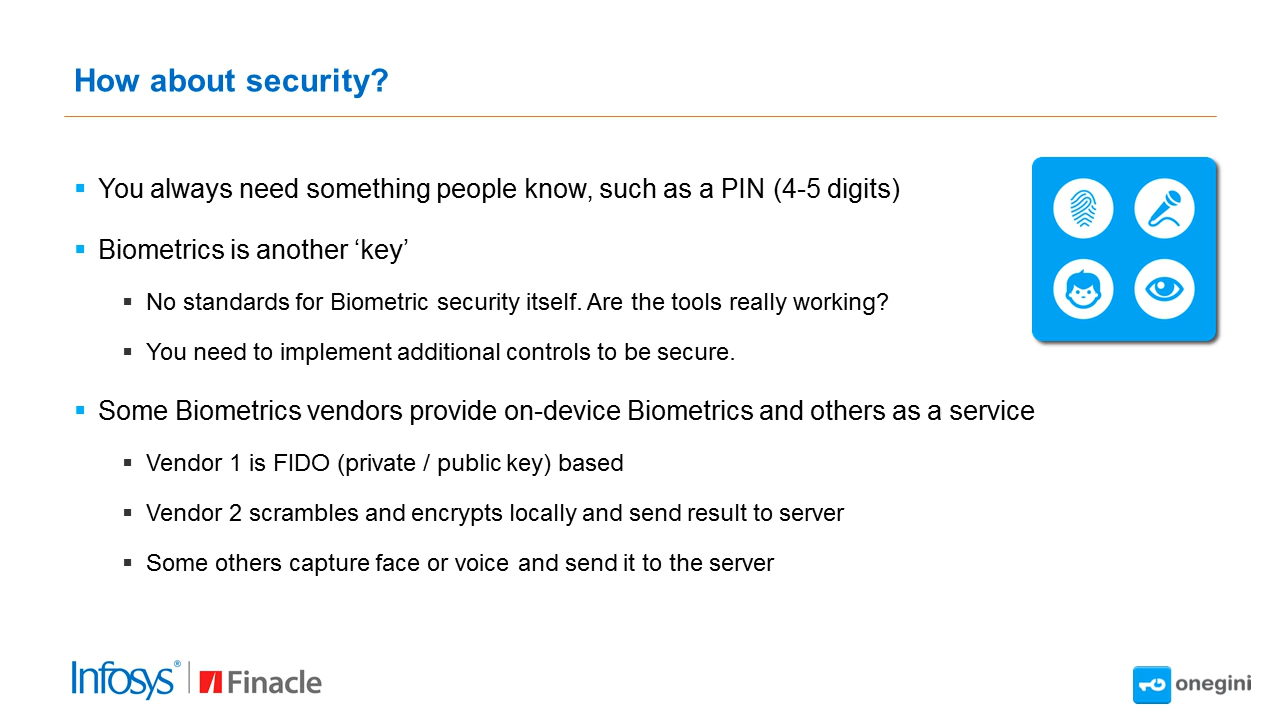 How about security?
You always need something people know, such as a PIN (4-5 digits)
Biometrics is another ‘key’
No standards for Biometric security itself. Are the tools really working?
You need to implement additional controls to be secure.
Some Biometrics vendors provide on-device Biometrics and others as a service
Vendor 1 is FIDO (private / public key) based
Vendor 2 scrambles and encrypts locally and send result to server
Some others capture face or voice and send it to the server
Infosys® | Finacle
onegini